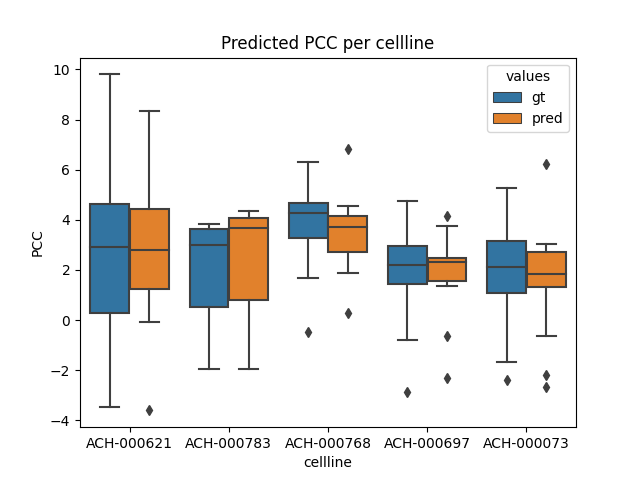 Predicted PCC per cellline
values
gt
pred
10
8
6
4
2
0
−2
−4
PCC
ACH-000621 ACH-000783 ACH-000768 ACH-000697 ACH-000073
cellline